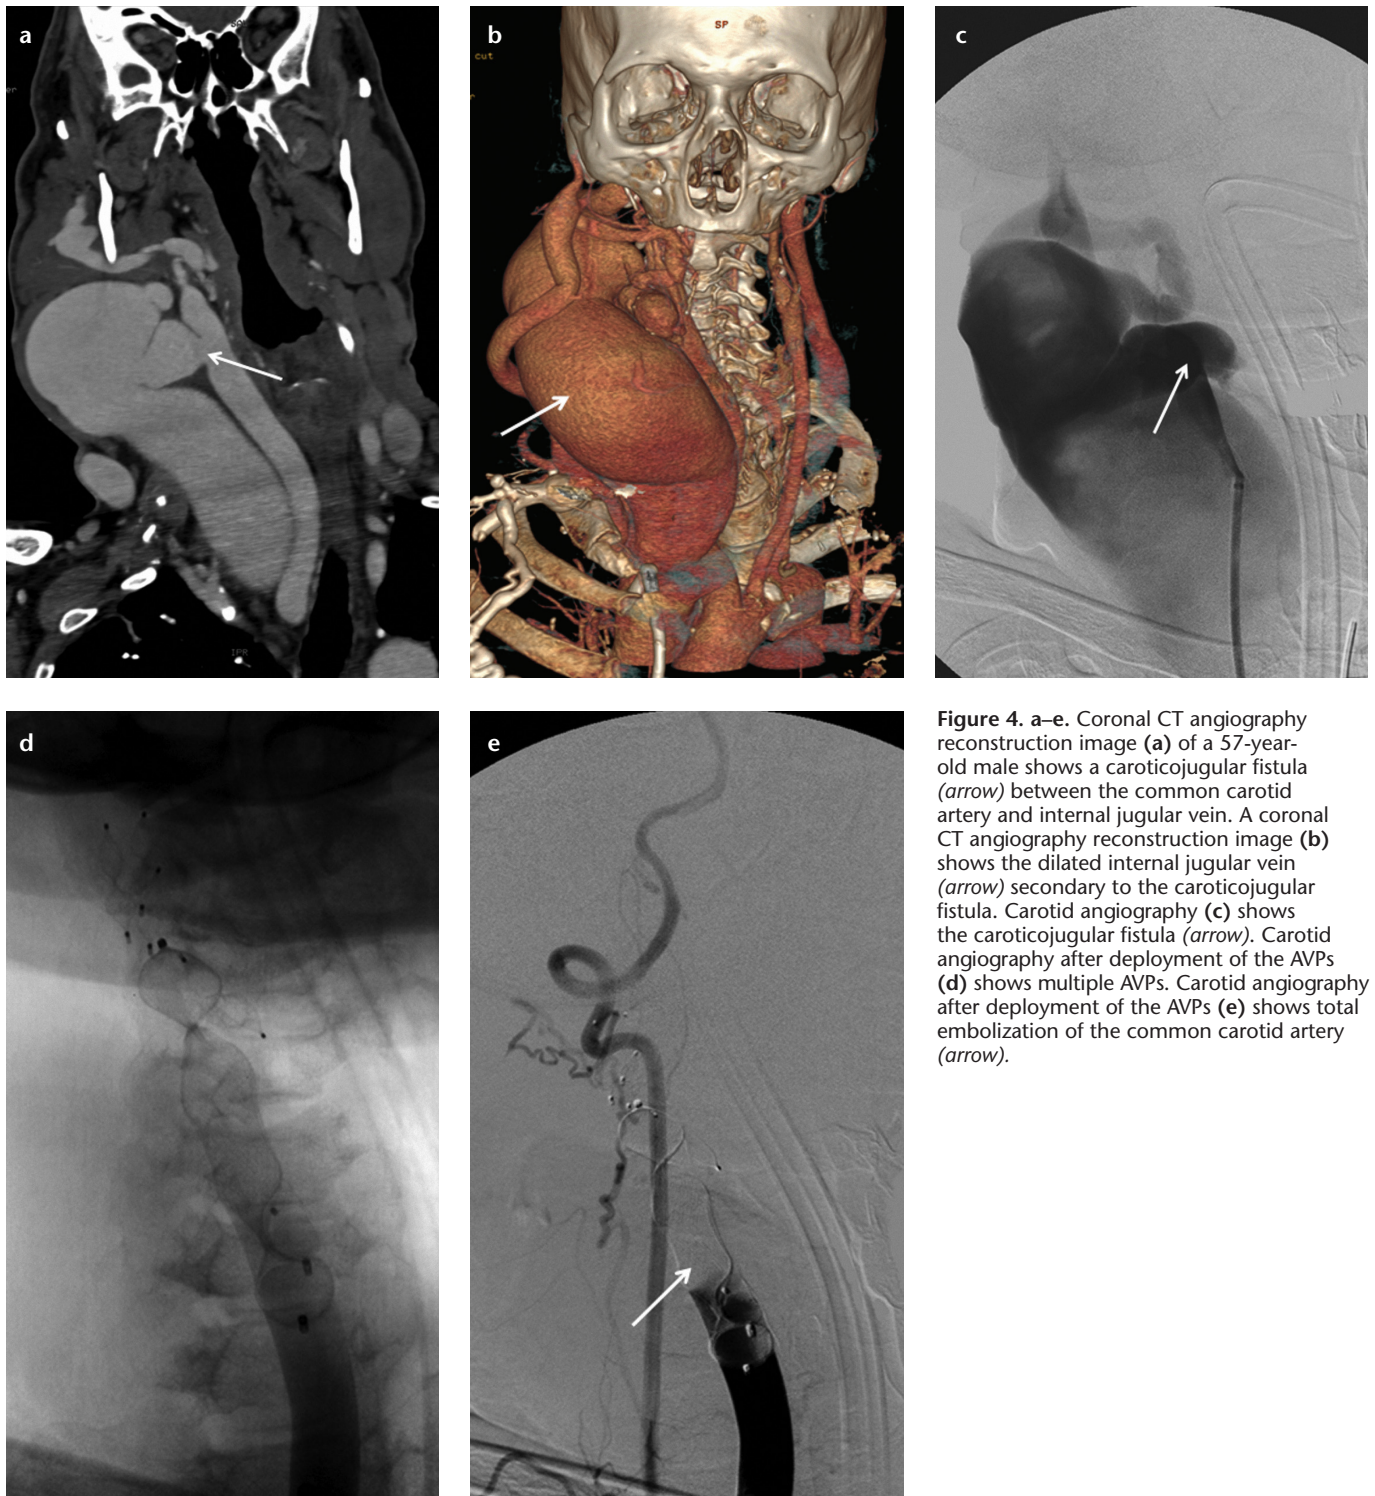 a
b
SP
cut
c
er
IPR
d
e
Figure 4. a–e. Coronal CT angiography
reconstruction image (a) of a 57-year-
old male shows a caroticojugular fistula
(arrow) between the common carotid
artery and internal jugular vein. A coronal
CT angiography reconstruction image (b)
shows the dilated internal jugular vein
(arrow) secondary to the caroticojugular
fistula. Carotid angiography (c) shows
the caroticojugular fistula (arrow). Carotid
angiography after deployment of the AVPs
(d) shows multiple AVPs. Carotid angiography
after deployment of the AVPs (e) shows total
embolization of the common carotid artery
(arrow).